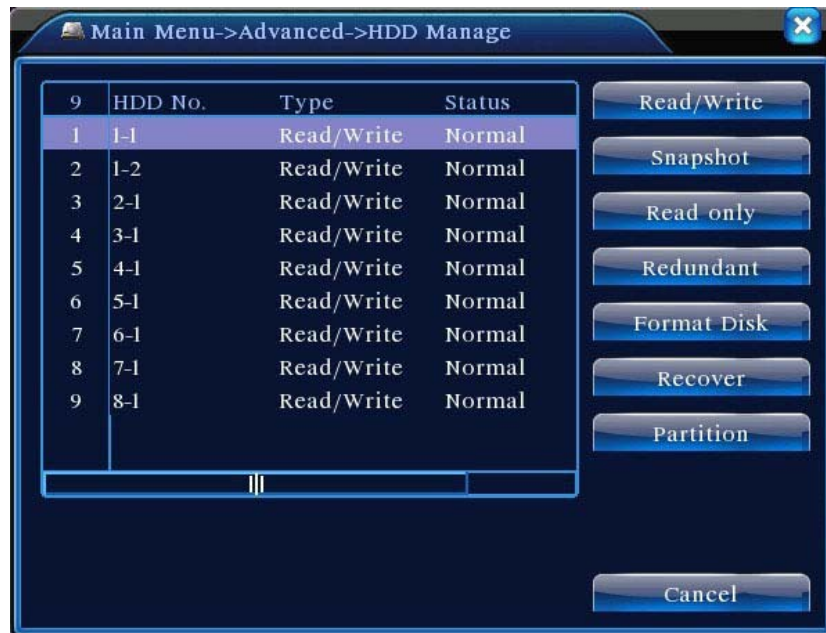 Main Menu->Advanced->HDD Manage
9 HDD No. Type Status
1 1-1 Read/Write Normal
2 1-2 Read/Write Normal
3 2-1 Read/Write Normal
4 3-1 Read/Write Normal
5 4-1 Read/Write Normal
6 5-1 Read/Write Normal
7 6-1 Read/Write Normal
8 7-1 Read/Write Normal
9 8-1 Read/Write Normal
Read/Write
Snapshot
Read only
Redundant
Format Disk
Recover
Partition
Cancel